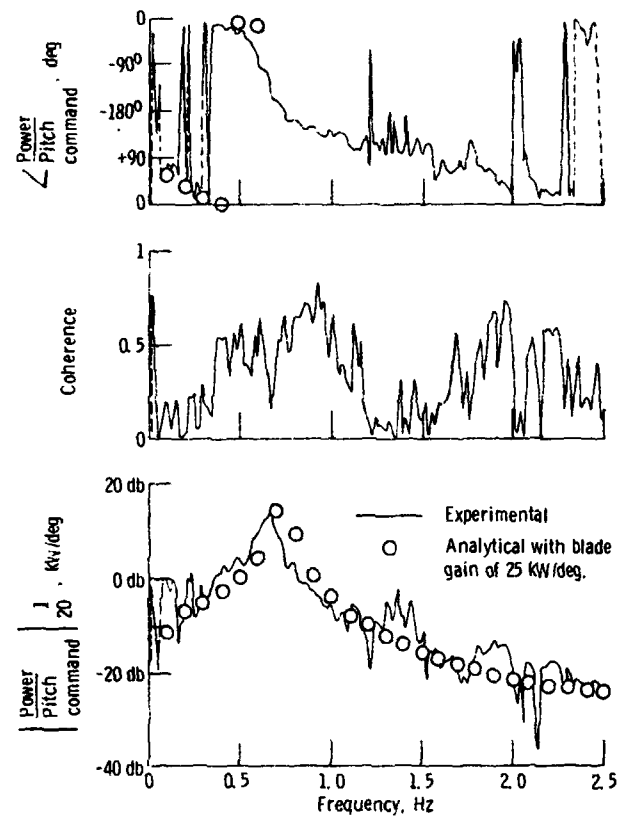 0
-90⁰
-180⁰
+90
0
∠ Power
Pitch
command , deg
1
0.5
0
Coherence
20 db
0 db
-20 db
-40 db
| Power
Pitch
command | 1
20 , KW/deg
Experimental
Analytical with blade
gain of 25 KW/deg.
0 0.5 1.0 1.5 2.0 2.5
Frequency, Hz